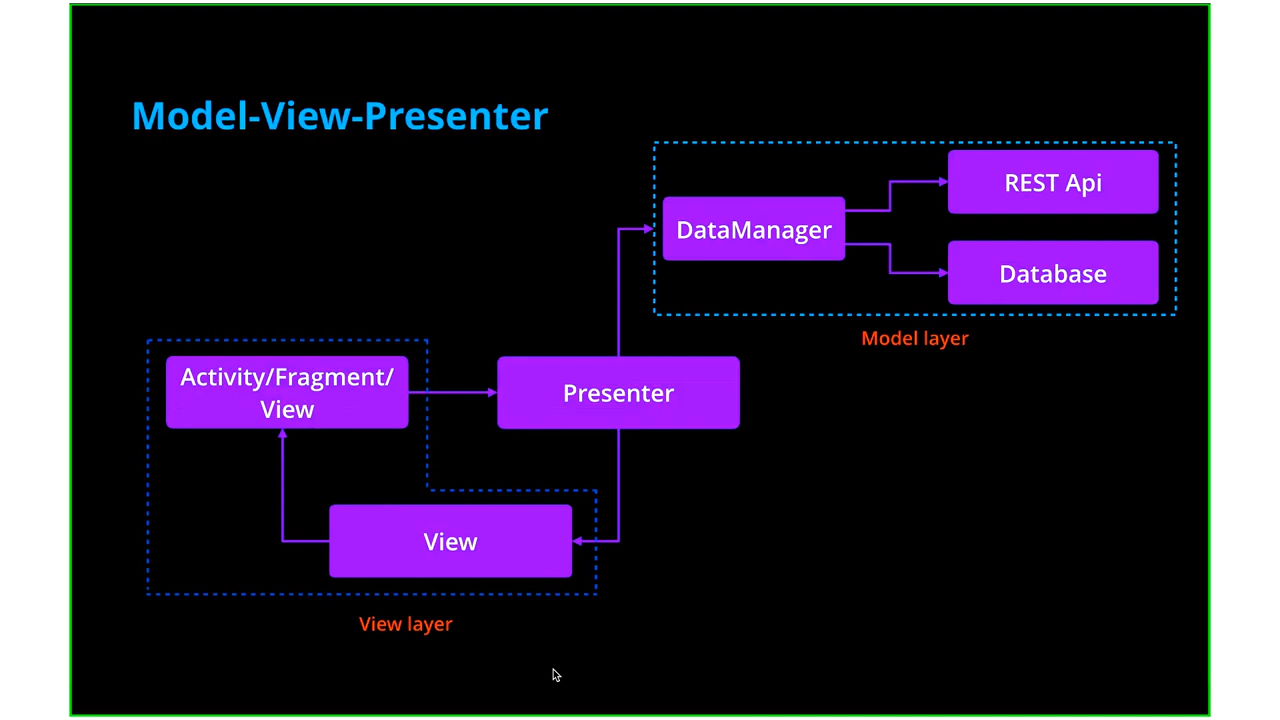 Model-View-Presenter
REST Api
DataManager
Database
Model layer
Activity/Fragment/
View
Presenter
View
View layer